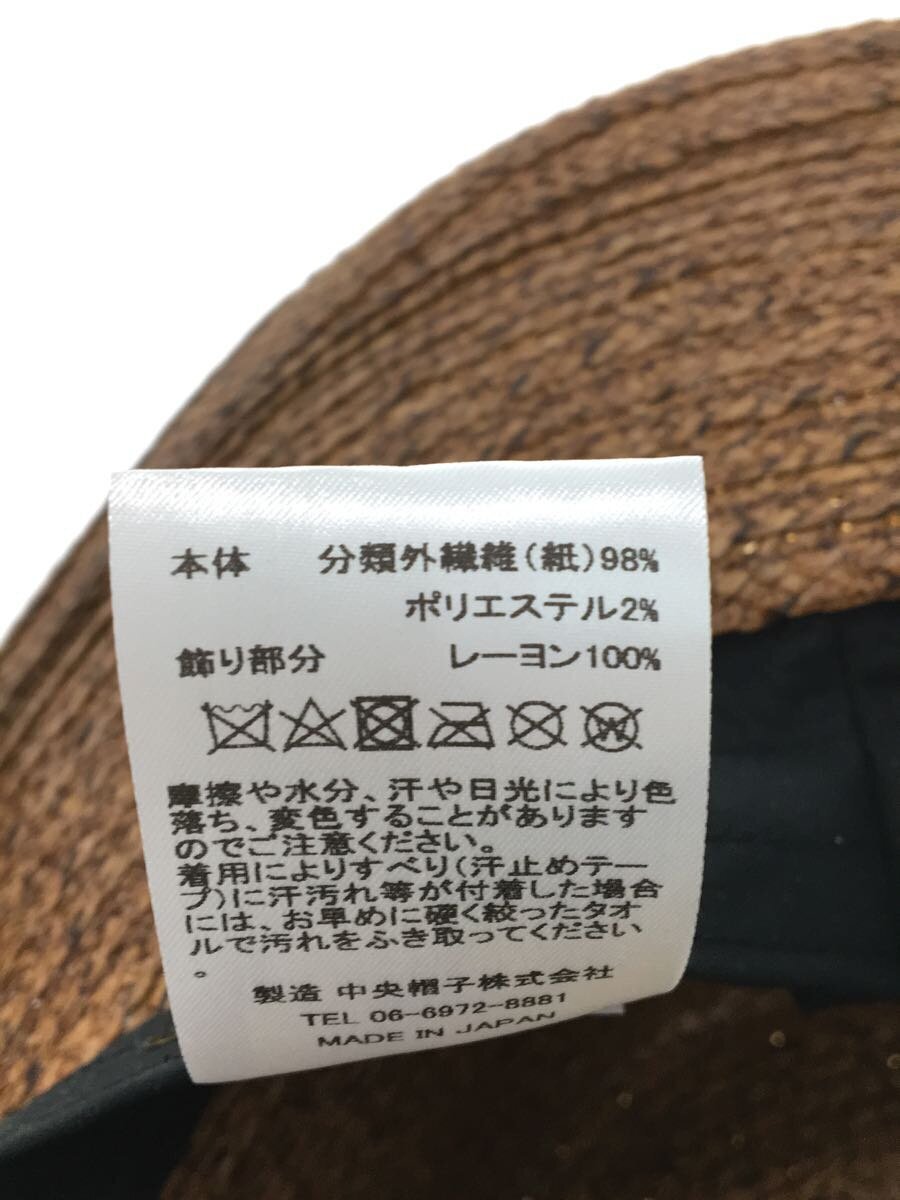 本体 分類外繊維(紙)98%
ポリエステル2%
飾り部分 レーヨン100%
W
摩擦や水分、汗や日光により色
落ち、変色することがあります
のでご注意ください。
着用によりすべり(汗止めテー
プ)に汗汚れ等が付着した場合
には、お早めに硬く絞ったタオ
ルで汚れをふき取ってください
。
製造 中央帽子株式会社
TEL 06-6972-8881
MADE IN JAPAN